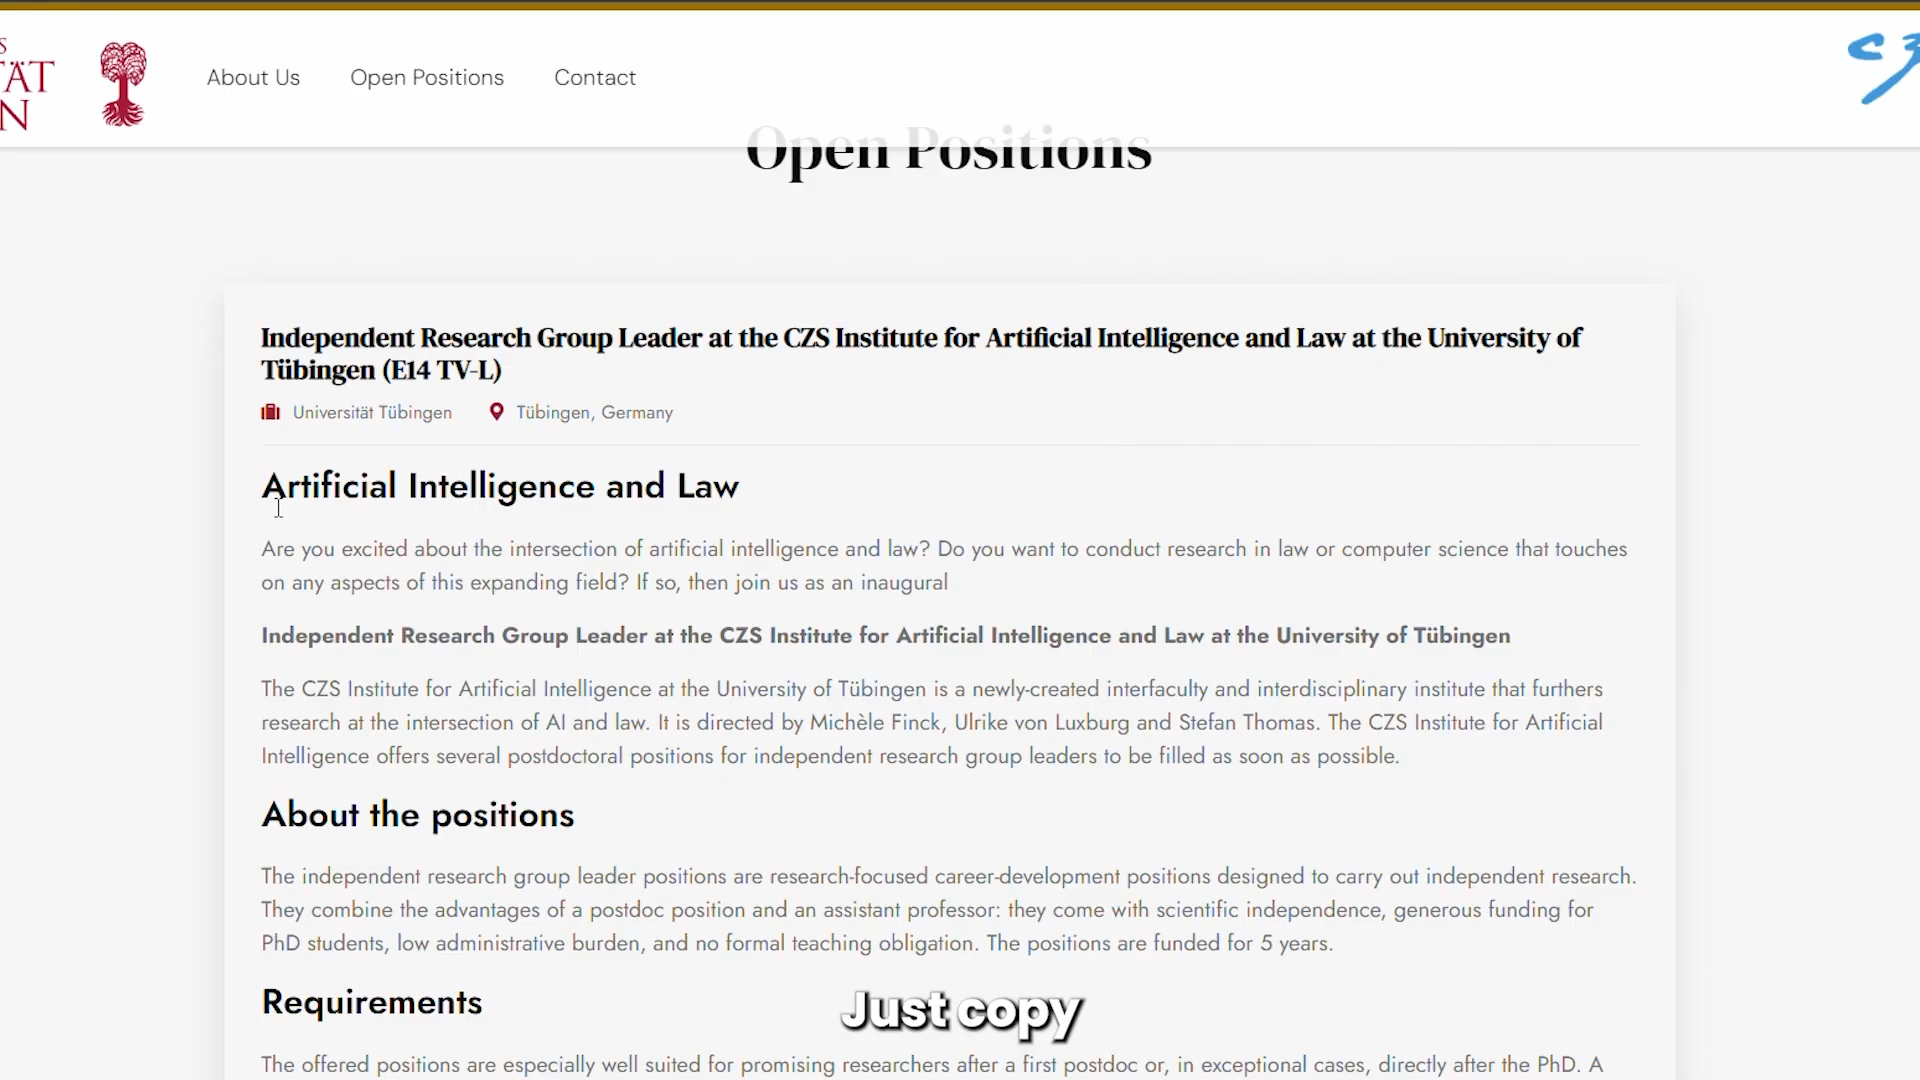 S
ÄT
N
About Us
Open Positions
Contact
Open Positions
Independent Research Group Leader at the CZS Institute for Artificial Intelligence and Law at the University of
Tübingen (E14 TV-L)
Universität Tübingen
Tübingen, Germany
Artificial Intelligence and Law
Are you excited about the intersection of artificial intelligence and law? Do you want to conduct research in law or computer science that touches
on any aspects of this expanding field? If so, then join us as an inaugural
Independent Research Group Leader at the CZS Institute for Artificial Intelligence and Law at the University of Tübingen
The CZS Institute for Artificial Intelligence at the University of Tübingen is a newly-created interfaculty and interdisciplinary institute that furthers
research at the intersection of AI and law. It is directed by Michèle Finck, Ulrike von Luxburg and Stefan Thomas. The CZS Institute for Artificial
Intelligence offers several postdoctoral positions for independent research group leaders to be filled as soon as possible.
About the positions
The independent research group leader positions are research-focused career-development positions designed to carry out independent research.
They combine the advantages of a postdoc position and an assistant professor: they come with scientific independence, generous funding for
PhD students, low administrative burden, and no formal teaching obligation. The positions are funded for 5 years.
Requirements
Just copy
The offered positions are especially well suited for promising researchers after a first postdoc or, in exceptional cases, directly after the PhD. A